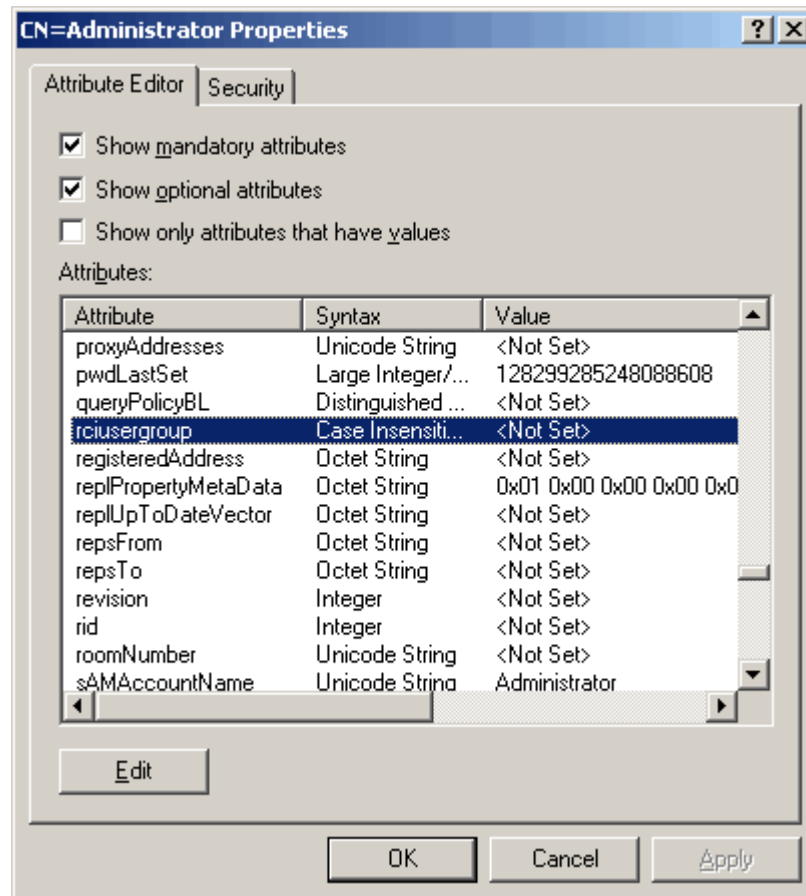 CN=Administrator Properties
Attribute Editor Security
Show mandatory attributes
Show optional attributes
Show only attributes that have values
Attributes:
Attribute Syntax Value
proxyAddresses Unicode String <Not Set>
pwdLastSet Large Integer/... 128299285248088608
queryPolicyBL Distinguished ... <Not Set>
rciusergroup Case Insensiti... <Not Set>
registeredAddress Octet String <Not Set>
replPropertyMetaData Octet String 0x01 0x00 0x00 0x00 0x0
replUpToDateVector Octet String <Not Set>
repsFrom Octet String <Not Set>
repsTo Octet String <Not Set>
revision Integer <Not Set>
rid Integer <Not Set>
roomNumber Unicode String <Not Set>
sAMAccountName Unicode String Administrator
Edit
OK Cancel Apply